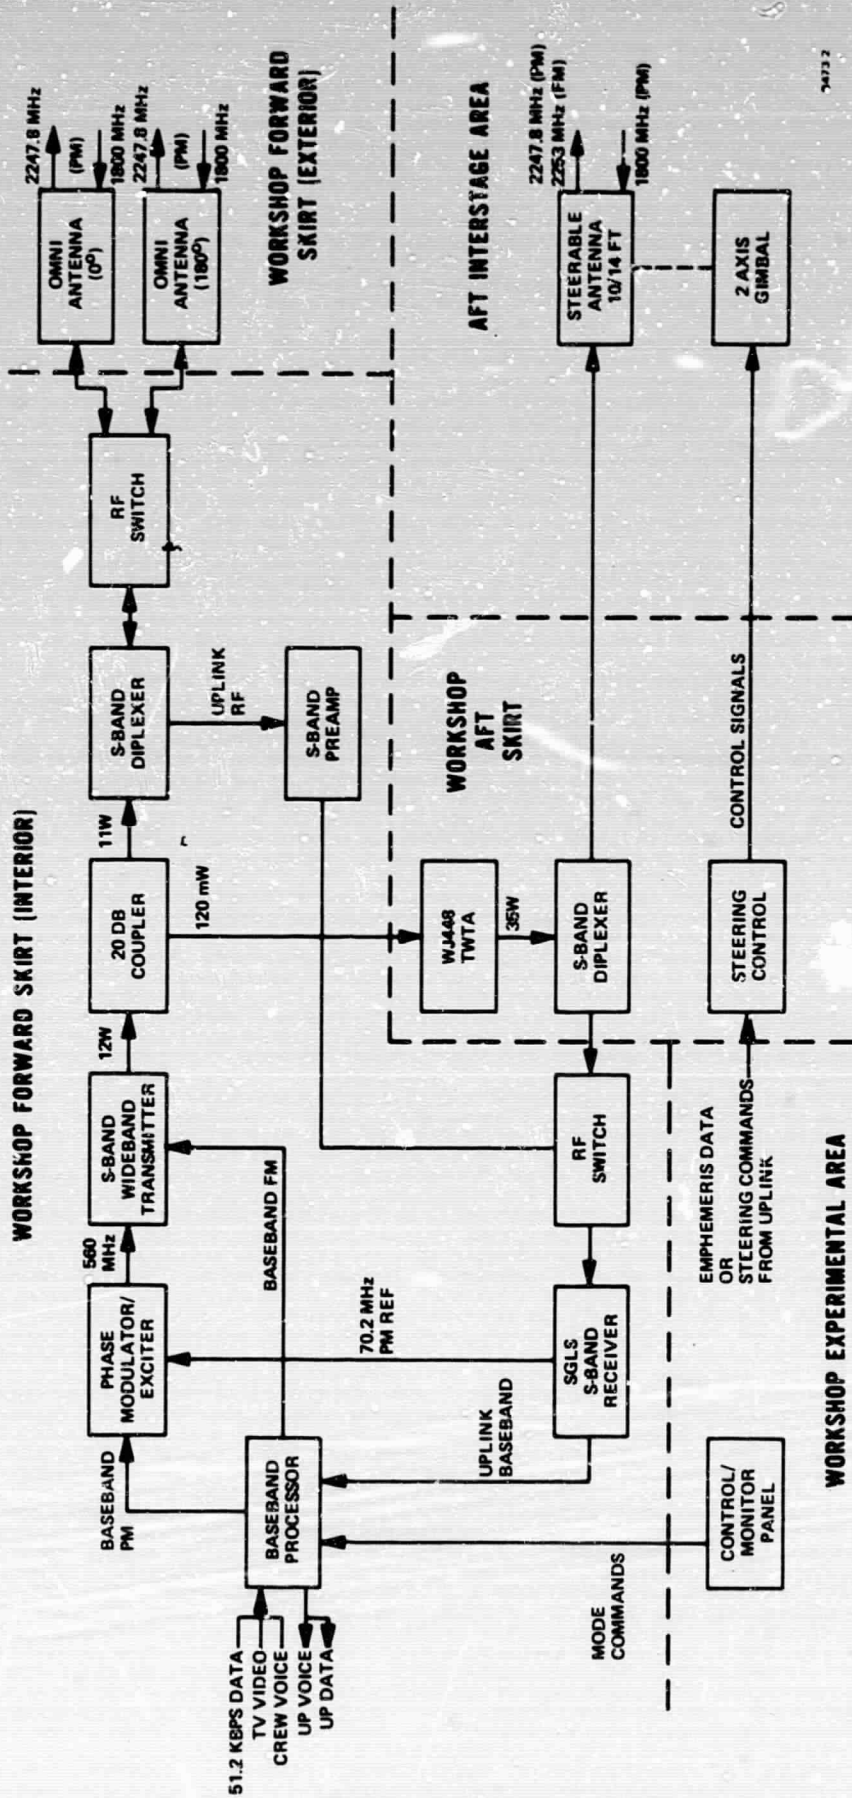 WORKSHOP FORWARD SKIRT (INTERIOR)
51.2 KBPS DATA
TV VIDEO
CREW VOICE
UP VOICE
UP DATA
BASEBAND
PROCESSOR
BASEBAND
PM
PHASE
MODULATOR/
EXCITER
560
MHz
S-BAND
WIDEBAND
TRANSMITTER
BASEBAND FM
12W
20 DB
COUPLER
11W
120 mW
S-BAND
DIPLEXER
UPLINK
RF
S-BAND
PREAMP
RF
SWITCH
OMNI
ANTENNA
(0⁰)
2247.8 MHz
(PM)
1800 MHz
OMNI
ANTENNA
(180⁰)
2247.8 MHz
(PM)
1800 MHz
WORKSHOP FORWARD
SKIRT (EXTERIOR)
UPLINK
BASEBAND
70.2 MHz
PM REF
SGLS
S-BAND
RECEIVER
RF
SWITCH
WORKSHOP
AFT
SKIRT
WJ448
TWTA
35W
S-BAND
DIPLEXER
AFT INTERSTAGE AREA
STEERABLE
ANTENNA
10/14 FT
2247.8 MHz (PM)
2253 MHz (FM)
1800 MHz (PM)
2 AXIS
GIMBAL
STEERING
CONTROL
CONTROL SIGNALS
EMPHEMERIS DATA
OR
STEERING COMMANDS
FROM UPLINK
MODE
COMMANDS
CONTROL/
MONITOR
PANEL
WORKSHOP EXPERIMENTAL AREA